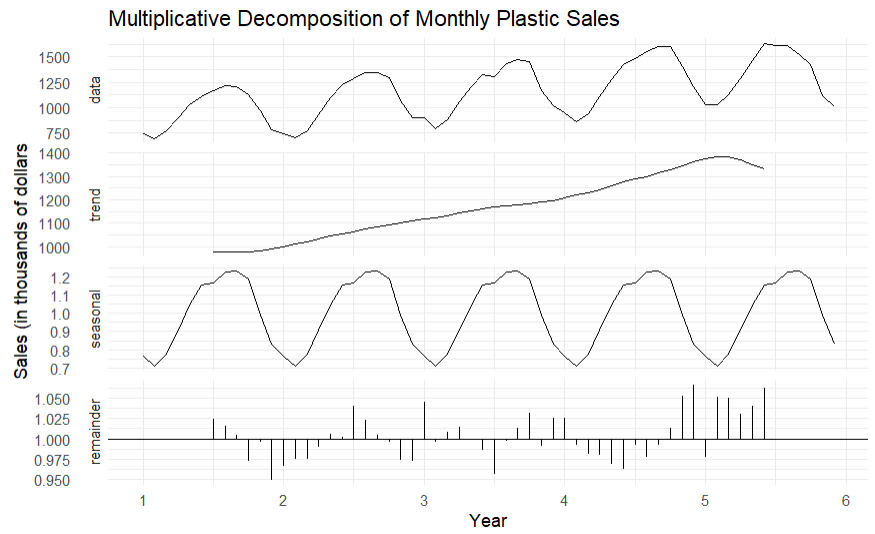 Multiplicative Decomposition of Monthly Plastic Sales
Sales (in thousands of dollars
data
1500
1250
1000
750
trend
1400
1300
1200
1100
1000
seasonal
1.2
1.1
1.0
0.9
0.8
0.7
remainder
1.050
1.025
1.000
0.975
0.950
1 2 3 4 5 6
Year